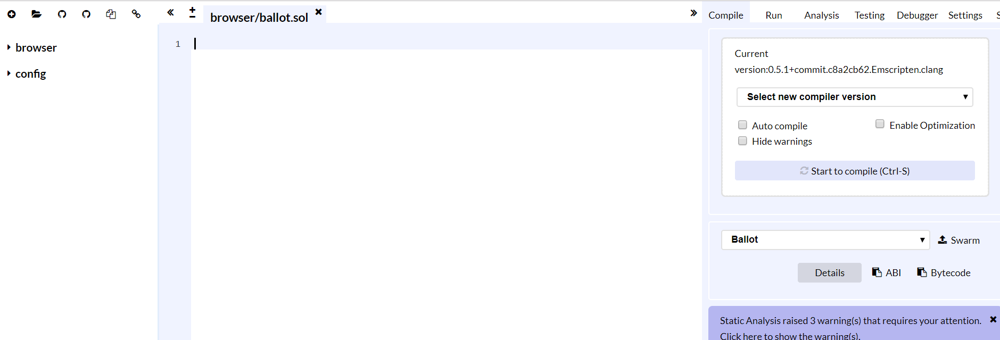 browser/ballot.sol
Compile Run Analysis Testing Debugger Settings S
browser
config
1
Current
version:0.5.1+commit.c8a2cb62.Emscripten.clang
Select new compiler version
Auto compile Enable Optimization
Hide warnings
Start to compile (Ctrl-S)
Ballot Swarm
Details ABI Bytecode
Static Analysis raised 3 warning(s) that requires your attention.
Click here to show the warning(s).